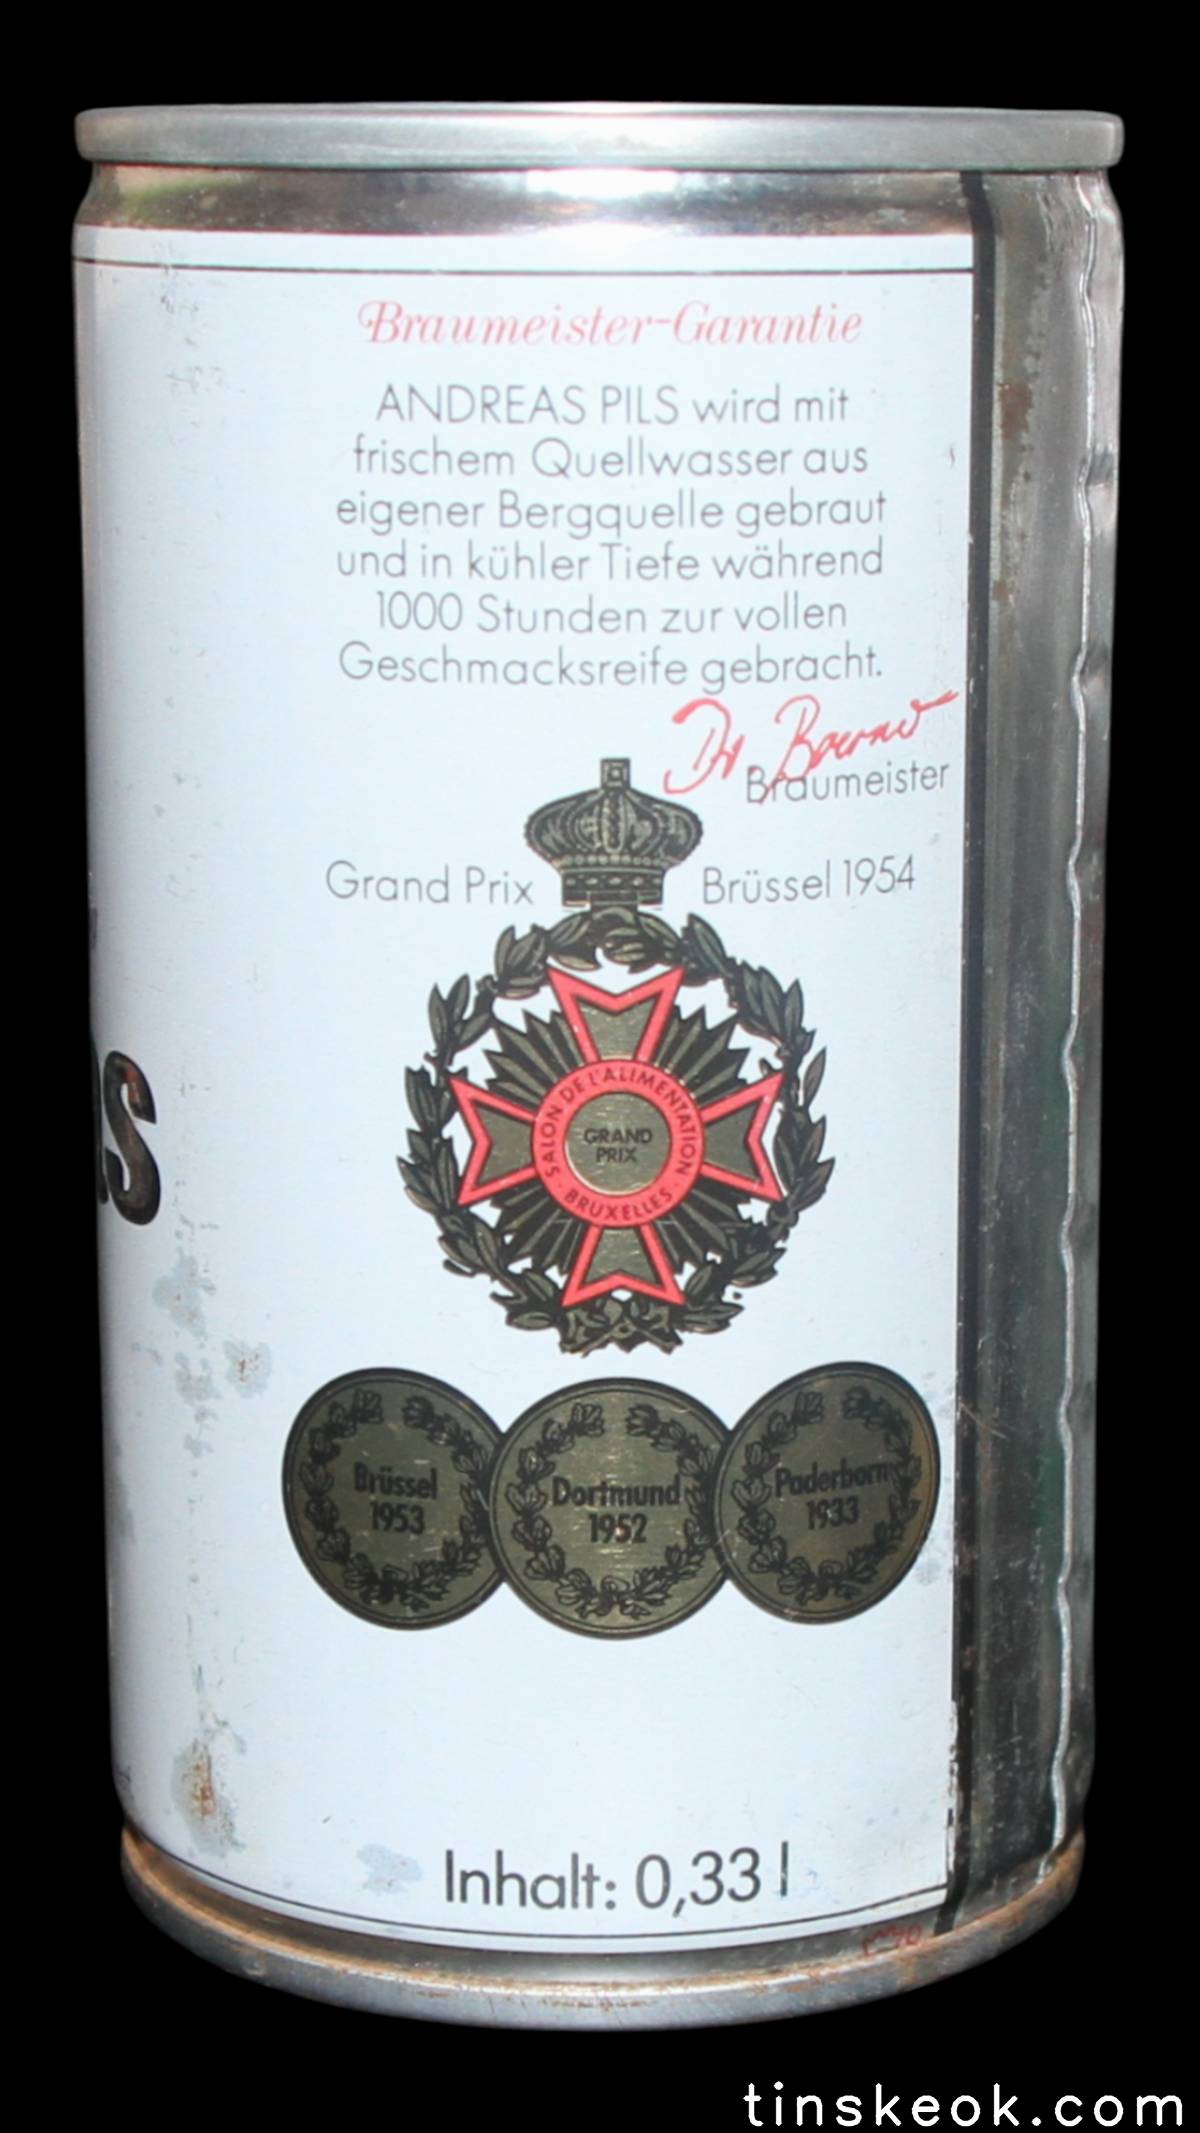 Braumeister-Garantie
ANDREAS PILS wird mit
frischem Quellwasser aus
eigener Bergquelle gebraut
und in kühler Tiefe während
1000 Stunden zur vollen
Geschmacksreife gebracht.
Dr.
Braumeister
Grand Prix Brüssel 1954
SALON DE L'ALIMENTATION
GRAND
PRIX
· BRUXELLES ·
Brüssel
1953
Dortmund
1952
Paderborn
1933
Inhalt: 0,33 l
tinskeok.com